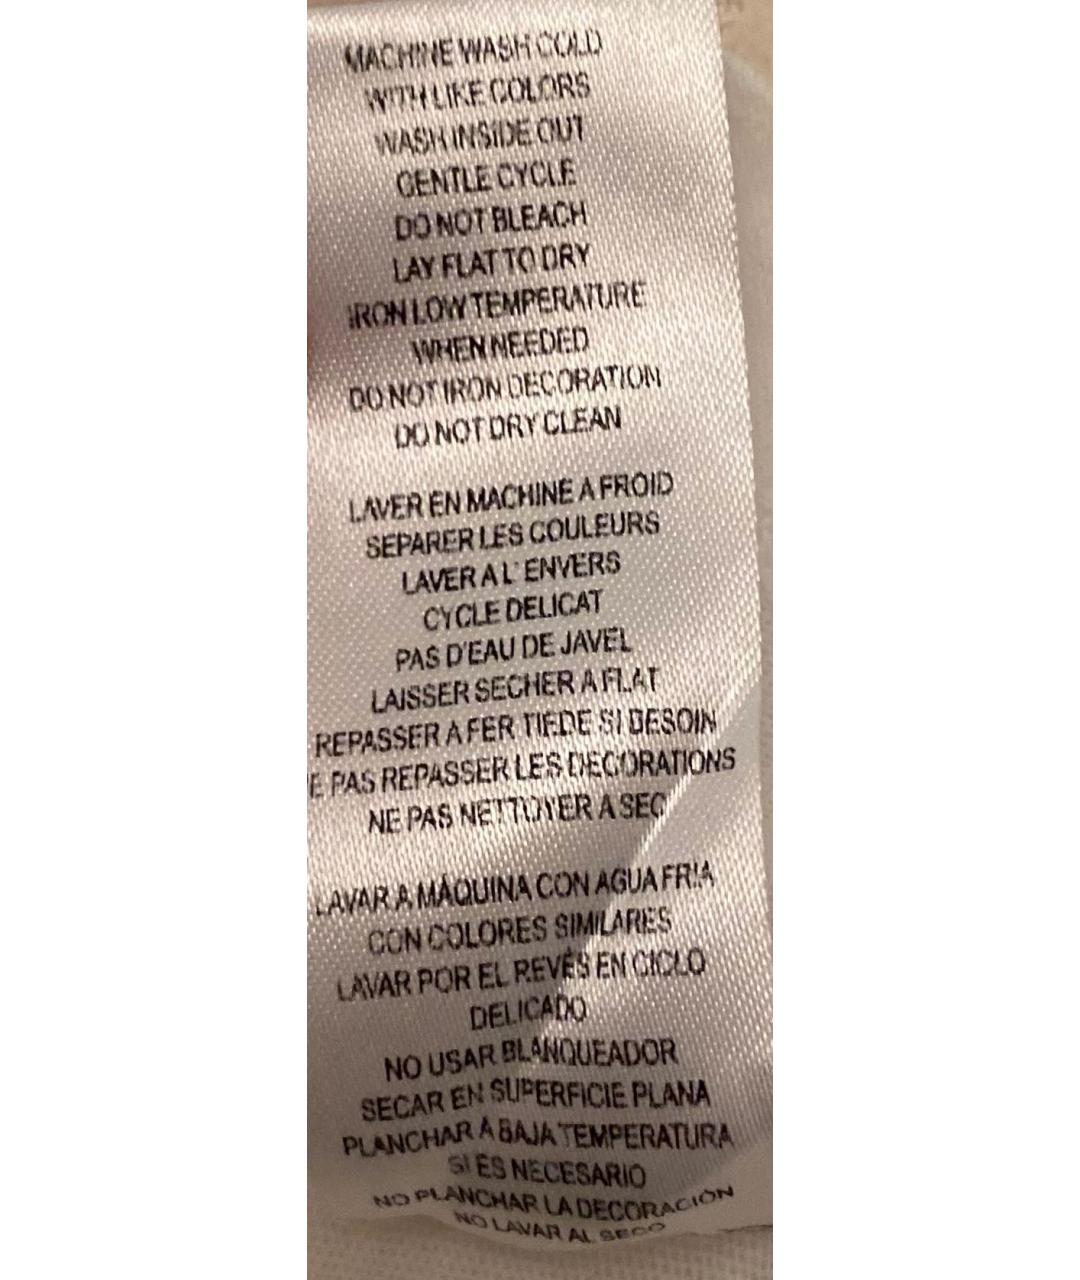 MACHINE WASH COLD
WITH LIKE COLORS
WASH INSIDE OUT
GENTLE CYCLE
DO NOT BLEACH
LAY FLAT TO DRY
IRON LOW TEMPERATURE
WHEN NEEDED
DO NOT IRON DECORATION
DO NOT DRY CLEAN
LAVER EN MACHINE A FROID
SEPARER LES COULEURS
LAVER A L' ENVERS
CYCLE DELICAT
PAS D'EAU DE JAVEL
LAISSER SECHER A FLAT
REPASSER A FER TIEDE SI BESOIN
E PAS REPASSER LES DECORATIONS
NE PAS NETTOYER A SEC
LAVAR A MÁQUINA CON AGUA FRIA
CON COLORES SIMILARES
LAVAR POR EL REVÉS EN CICLO
DELICADO
NO USAR BLANQUEADOR
SECAR EN SUPERFICIE PLANA
PLANCHAR A BAJA TEMPERATURA
SI ES NECESARIO
NO PLANCHAR LA DECORACIÓN
NO LAVAR AL SECO